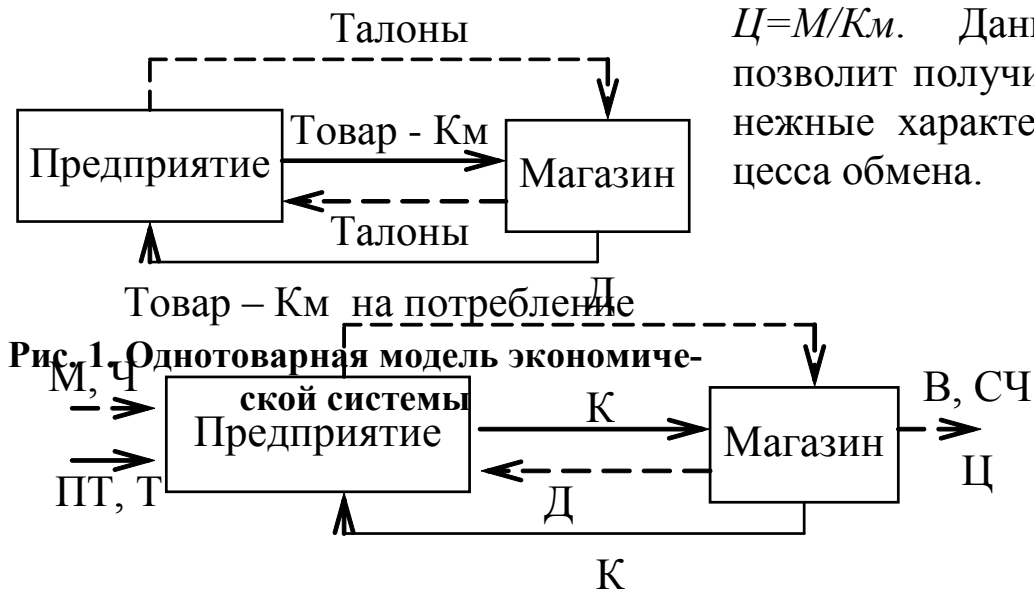 Талоны
Предприятие
Товар - Км
Магазин
Талоны
Товар – Км на потребление
Ц=М/Км. Дан
позволит получи
нежные характе
цесса обмена.
Рис. 1. Однотоварная модель экономиче-
ской системы
Д
М, Ч
ПТ, Т
Предприятие
К
Магазин
В, СЧ
Ц
Д
К